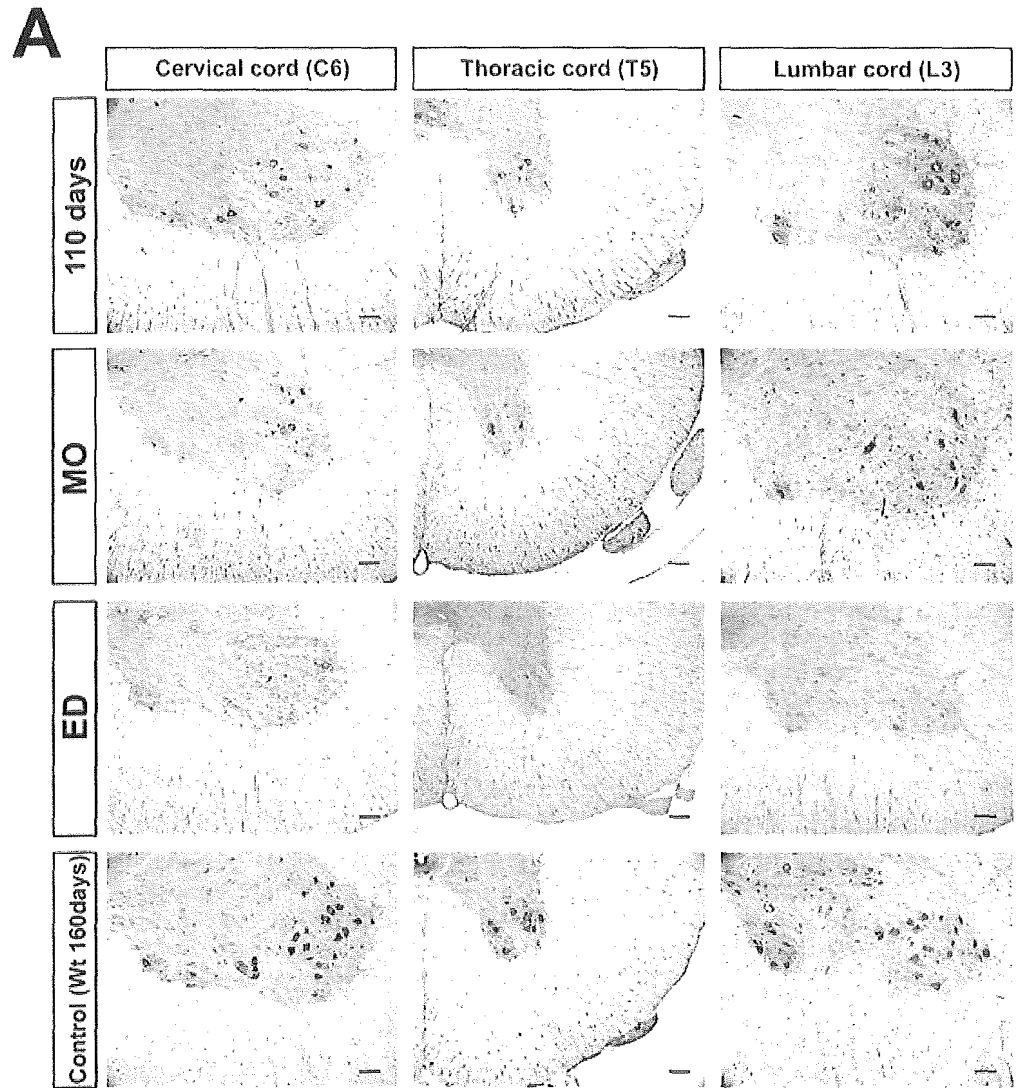 A
Cervical cord (C6)
Thoracic cord (T5)
Lumbar cord (L3)
110 days
MO
ED
Control (Wt 160days)